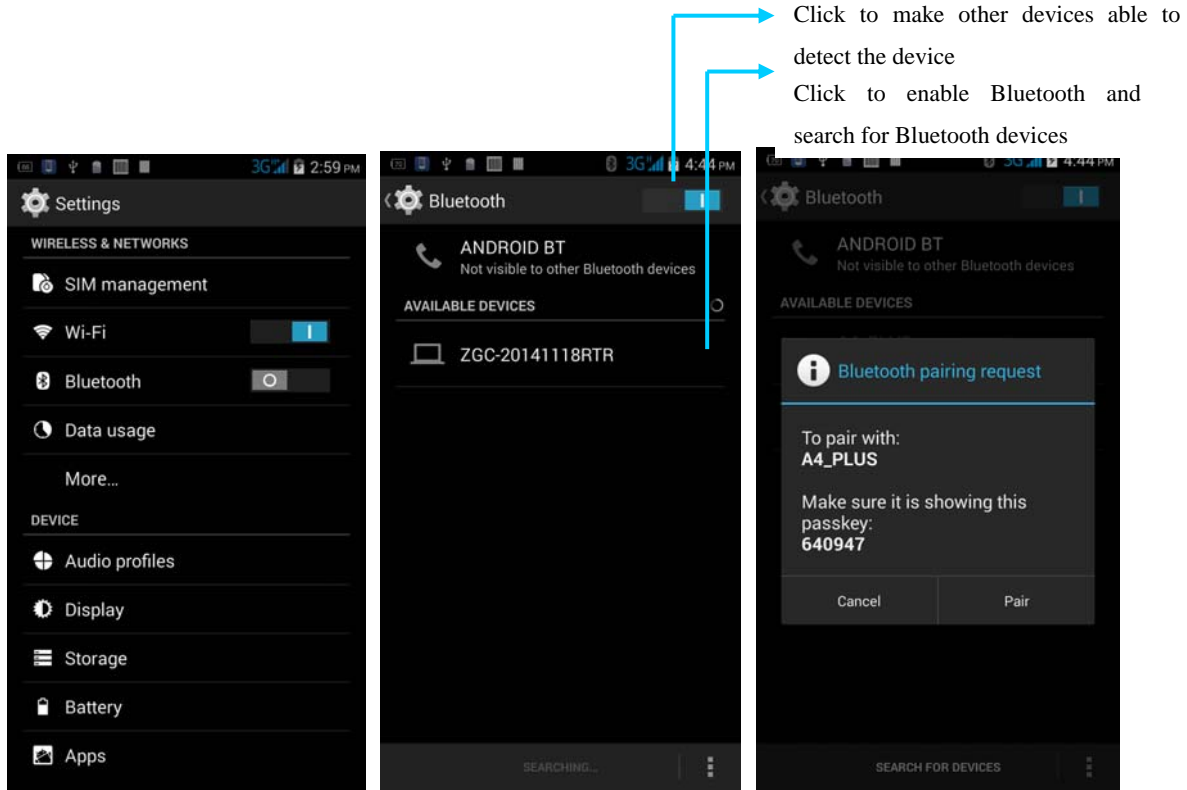 Click to make other devices able to
detect the device
Click to enable Bluetooth and
search for Bluetooth devices
3G 2:59 PM
Settings
WIRELESS & NETWORKS
SIM management
Wi-Fi
Bluetooth
Data usage
More...
DEVICE
Audio profiles
Display
Storage
Battery
Apps
3G 4:44 PM
Bluetooth
ANDROID BT
Not visible to other Bluetooth devices
AVAILABLE DEVICES
ZGC-20141118RTR
SEARCHING...
3G 4:44 PM
Bluetooth
ANDROID BT
Not visible to other Bluetooth devices
AVAILABLE DEVICES
Bluetooth pairing request
To pair with:
A4_PLUS
Make sure it is showing this
passkey:
640947
Cancel Pair
SEARCH FOR DEVICES